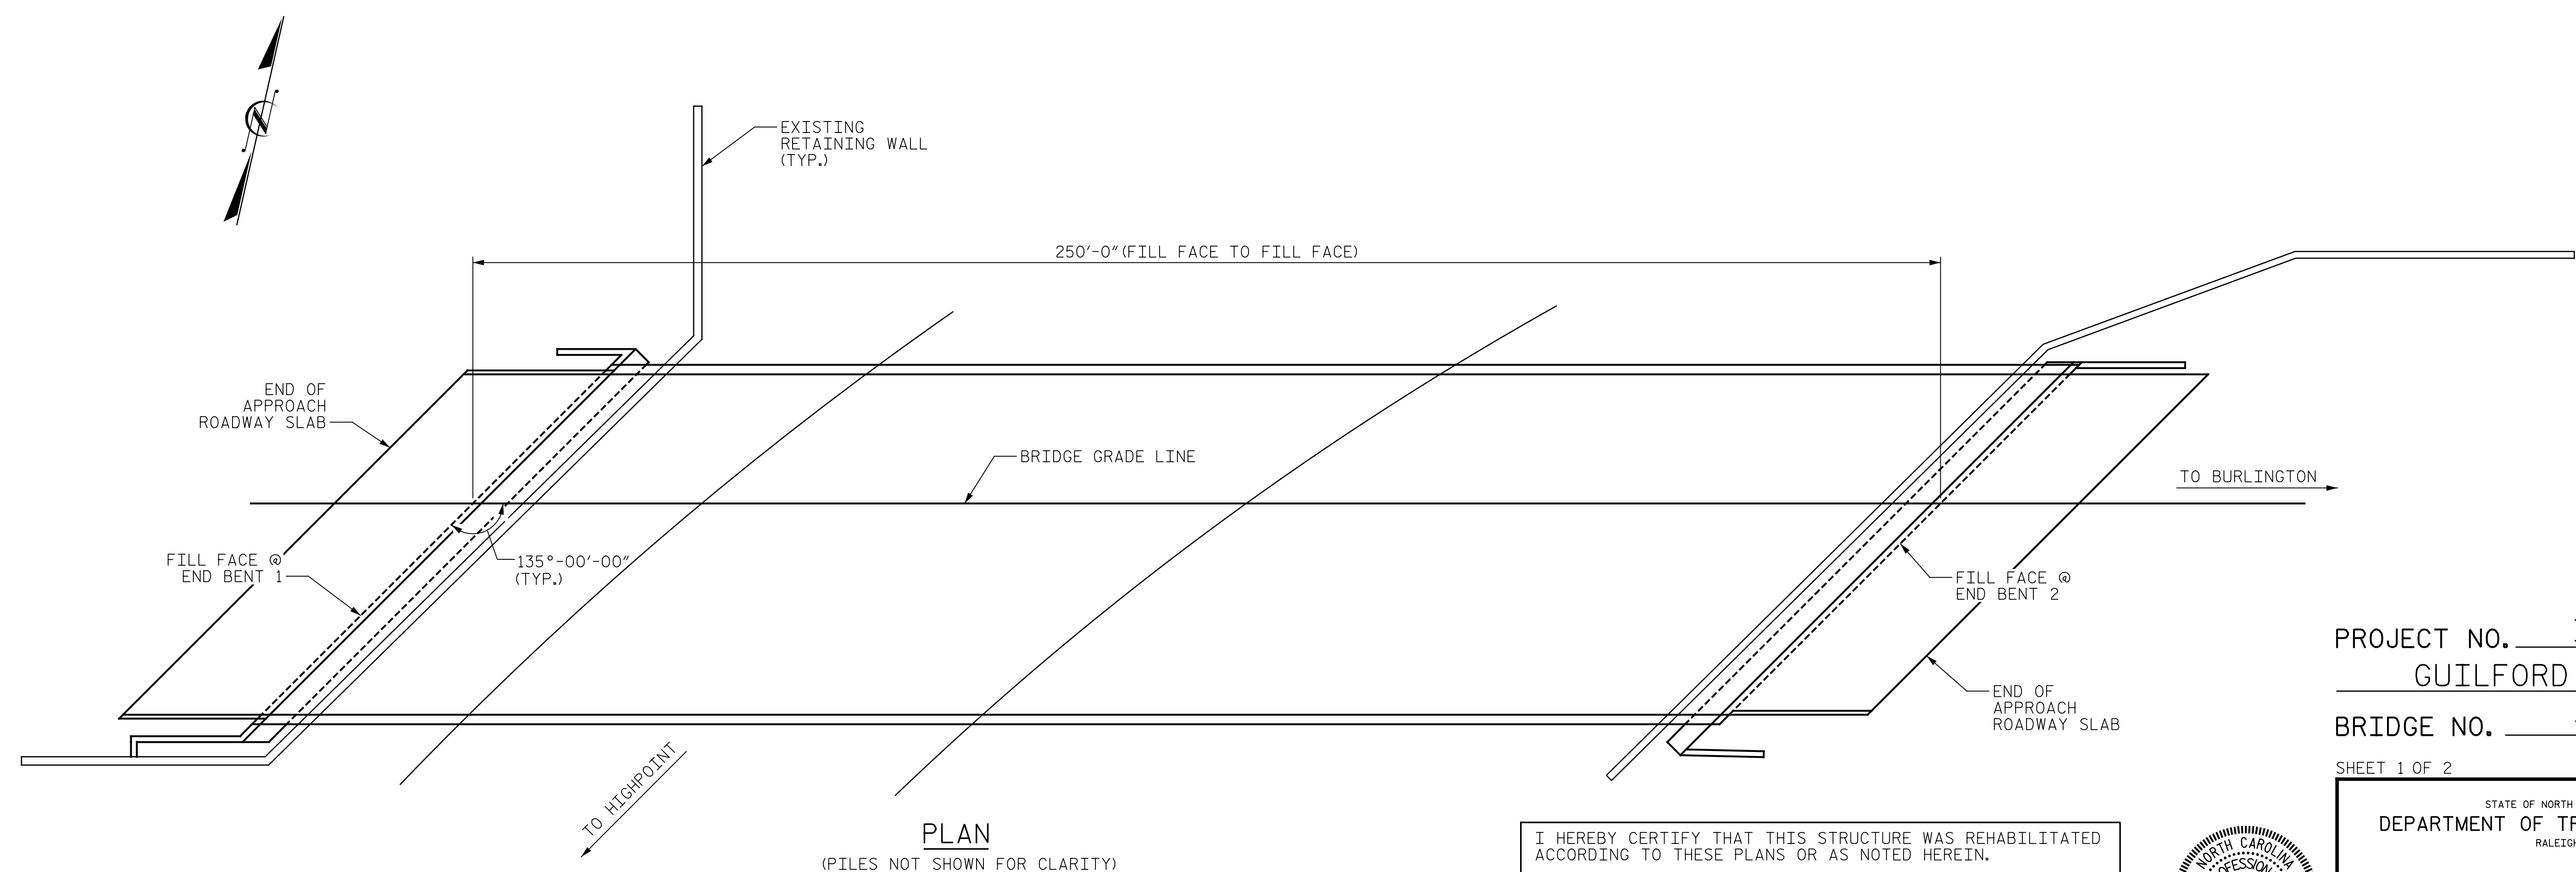 N
EXISTING
RETAINING WALL
(TYP.)
250'-0"(FILL FACE TO FILL FACE)
END OF
APPROACH
ROADWAY SLAB
BRIDGE GRADE LINE
TO BURLINGTON
FILL FACE @
END BENT 1
135°-00'-00"
(TYP.)
FILL FACE @
END BENT 2
END OF
APPROACH
ROADWAY SLAB
TO HIGHPOINT
PLAN
(PILES NOT SHOWN FOR CLARITY)
I HEREBY CERTIFY THAT THIS STRUCTURE WAS REHABILITATED
ACCORDING TO THESE PLANS OR AS NOTED HEREIN.
NORTH CAROLINA
PROJECT NO.
GUILFORD
BRIDGE NO.
SHEET 1 OF 2
STATE OF NORTH
DEPARTMENT OF